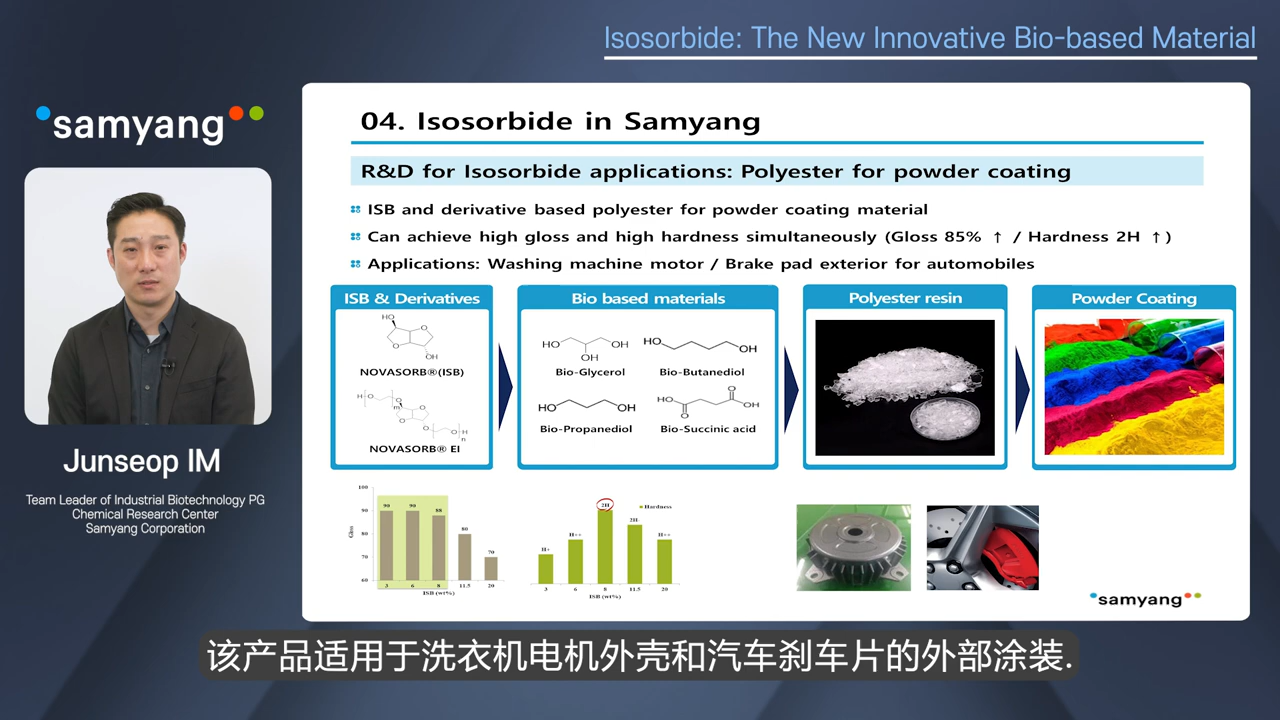 Isosorbide: The New Innovative Bio-based Material
samyang
04. Isosorbide in Samyang
R&D for Isosorbide applications: Polyester for powder coating
ISB and derivative based polyester for powder coating material
Can achieve high gloss and high hardness simultaneously (Gloss 85% ↑ / Hardness 2H ↑)
Applications: Washing machine motor / Brake pad exterior for automobiles
ISB & Derivatives
HO
O
O
OH
NOVASORB®(ISB)
H
O
m
O
O
O
O
O
H
n
NOVASORB® EI
Bio based materials
HO
OH
OH
Bio-Glycerol
HO
OH
Bio-Butanediol
HO
OH
Bio-Propanediol
HO
O
O
OH
Bio-Succinic acid
Polyester resin
Powder Coating
Junseop IM
Team Leader of Industrial Biotechnology PG
Chemical Research Center
Samyang Corporation
100
90
80
70
60
Gloss
90
90
88
80
70
3
6
8
11.5
20
ISB (wt%)
Hardness
H+
H++
2H
2H
H++
3
6
8
11.5
20
ISB (wt%)
samyang
该产品适用于洗衣机电机外壳和汽车刹车片的外部涂装.